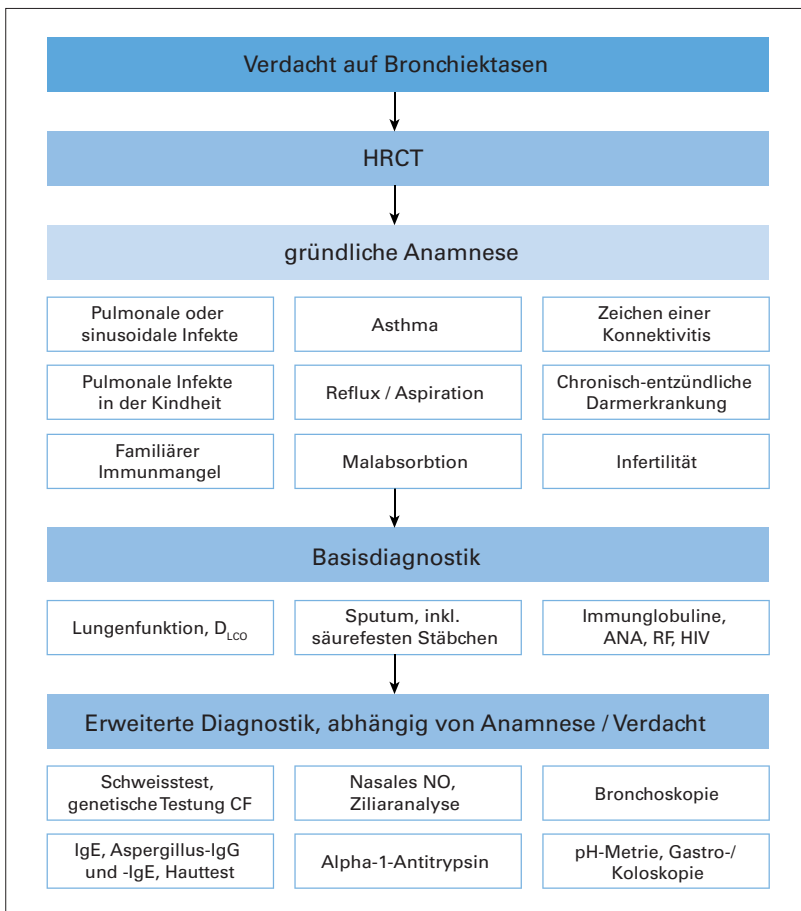 Verdacht auf Bronchiektasen
HRCT
gründliche Anamnese
Pulmonale oder
sinusoidale Infekte
Asthma
Zeichen einer
Konnektivitis
Pulmonale Infekte
in der Kindheit
Reflux / Aspiration
Chronisch-entzündliche
Darmerkrankung
Familiärer
Immunmangel
Malabsorbtion
Infertilität
Basisdiagnostik
Lungenfunktion, DLCO
Sputum, inkl.
säurefesten Stäbchen
Immunglobuline,
ANA, RF, HIV
Erweiterte Diagnostik, abhängig von Anamnese / Verdacht
Schweisstest,
genetische Testung CF
Nasales NO,
Ziliaranalyse
Bronchoskopie
IgE, Aspergillus-IgG
und -IgE, Hauttest
Alpha-1-Antitrypsin
pH-Metrie, Gastro-/
Koloskopie